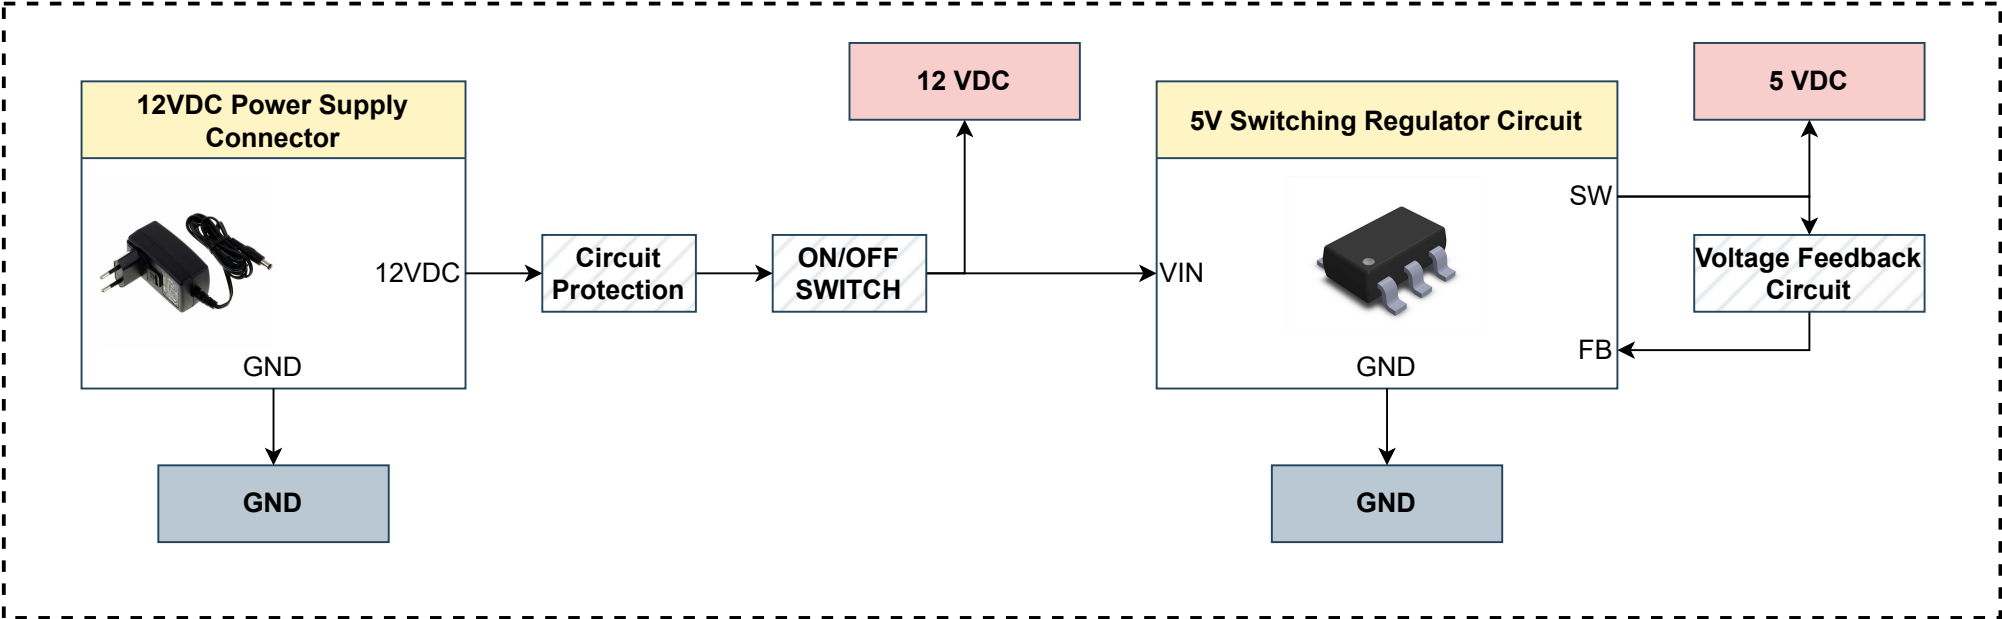 12VDC Power Supply
Connector
12VDC
GND
GND
Circuit
Protection
ON/OFF
SWITCH
12 VDC
5V Switching Regulator Circuit
VIN
SW
FB
GND
GND
5 VDC
Voltage Feedback
Circuit